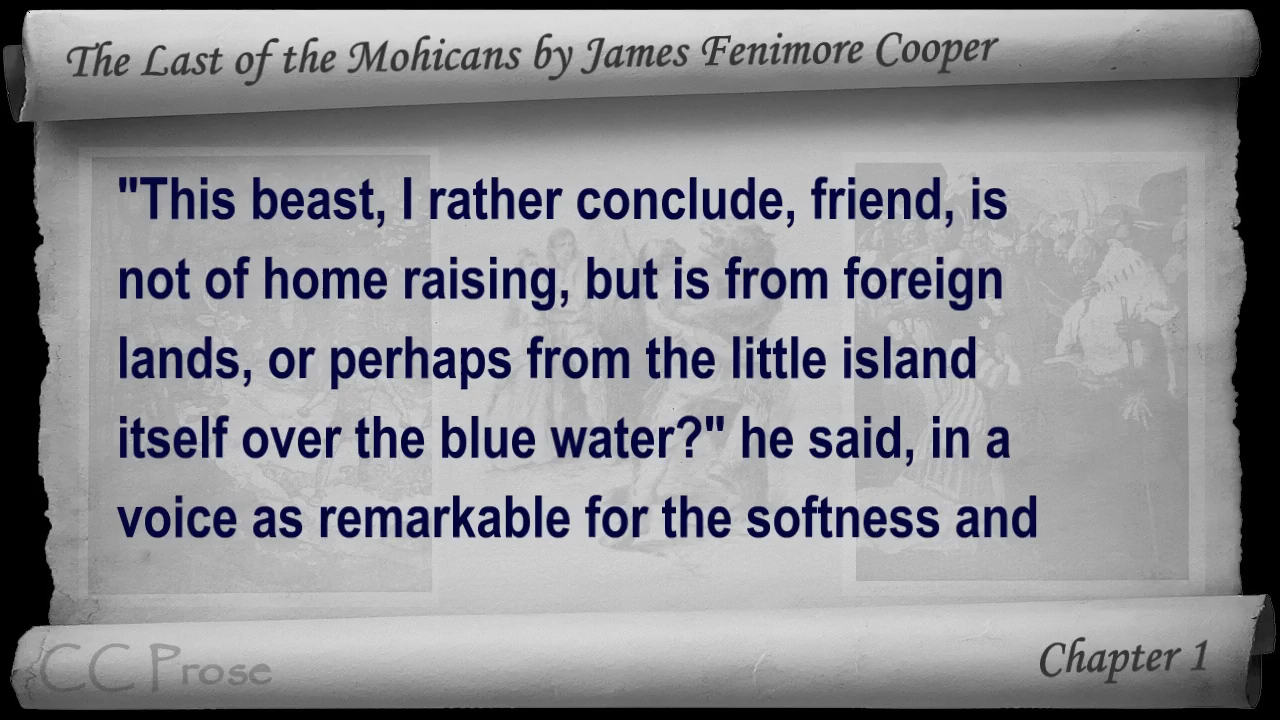 The Last of the Mohicans by James Fenimore Cooper
"This beast, I rather conclude, friend, is
not of home raising, but is from foreign
lands, or perhaps from the little island
itself over the blue water?" he said, in a
voice as remarkable for the softness and
CC Prose
Chapter 1